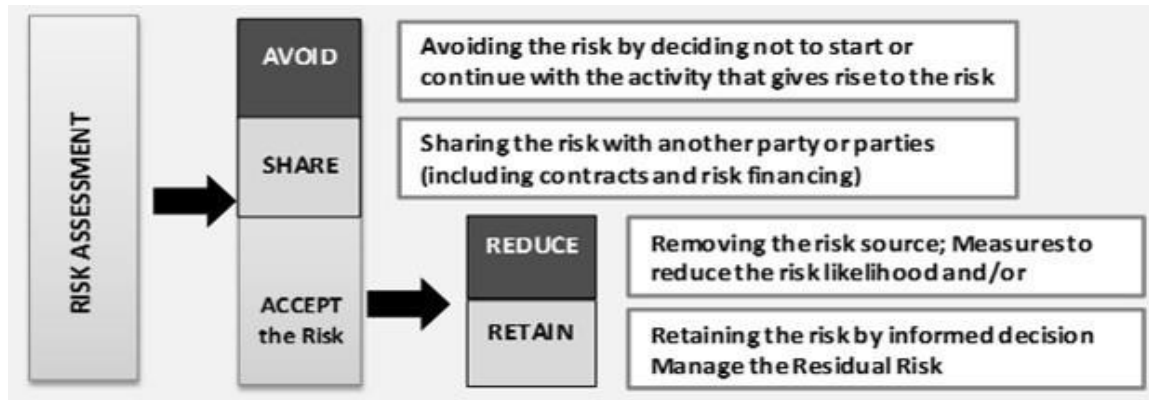 RISK ASSESSMENT
AVOID
Avoiding the risk by deciding not to start or
continue with the activity that gives rise to the risk
SHARE
Sharing the risk with another party or parties
(including contracts and risk financing)
ACCEPT
the Risk
REDUCE
Removing the risk source; Measures to
reduce the risk likelihood and/or
RETAIN
Retaining the risk by informed decision
Manage the Residual Risk